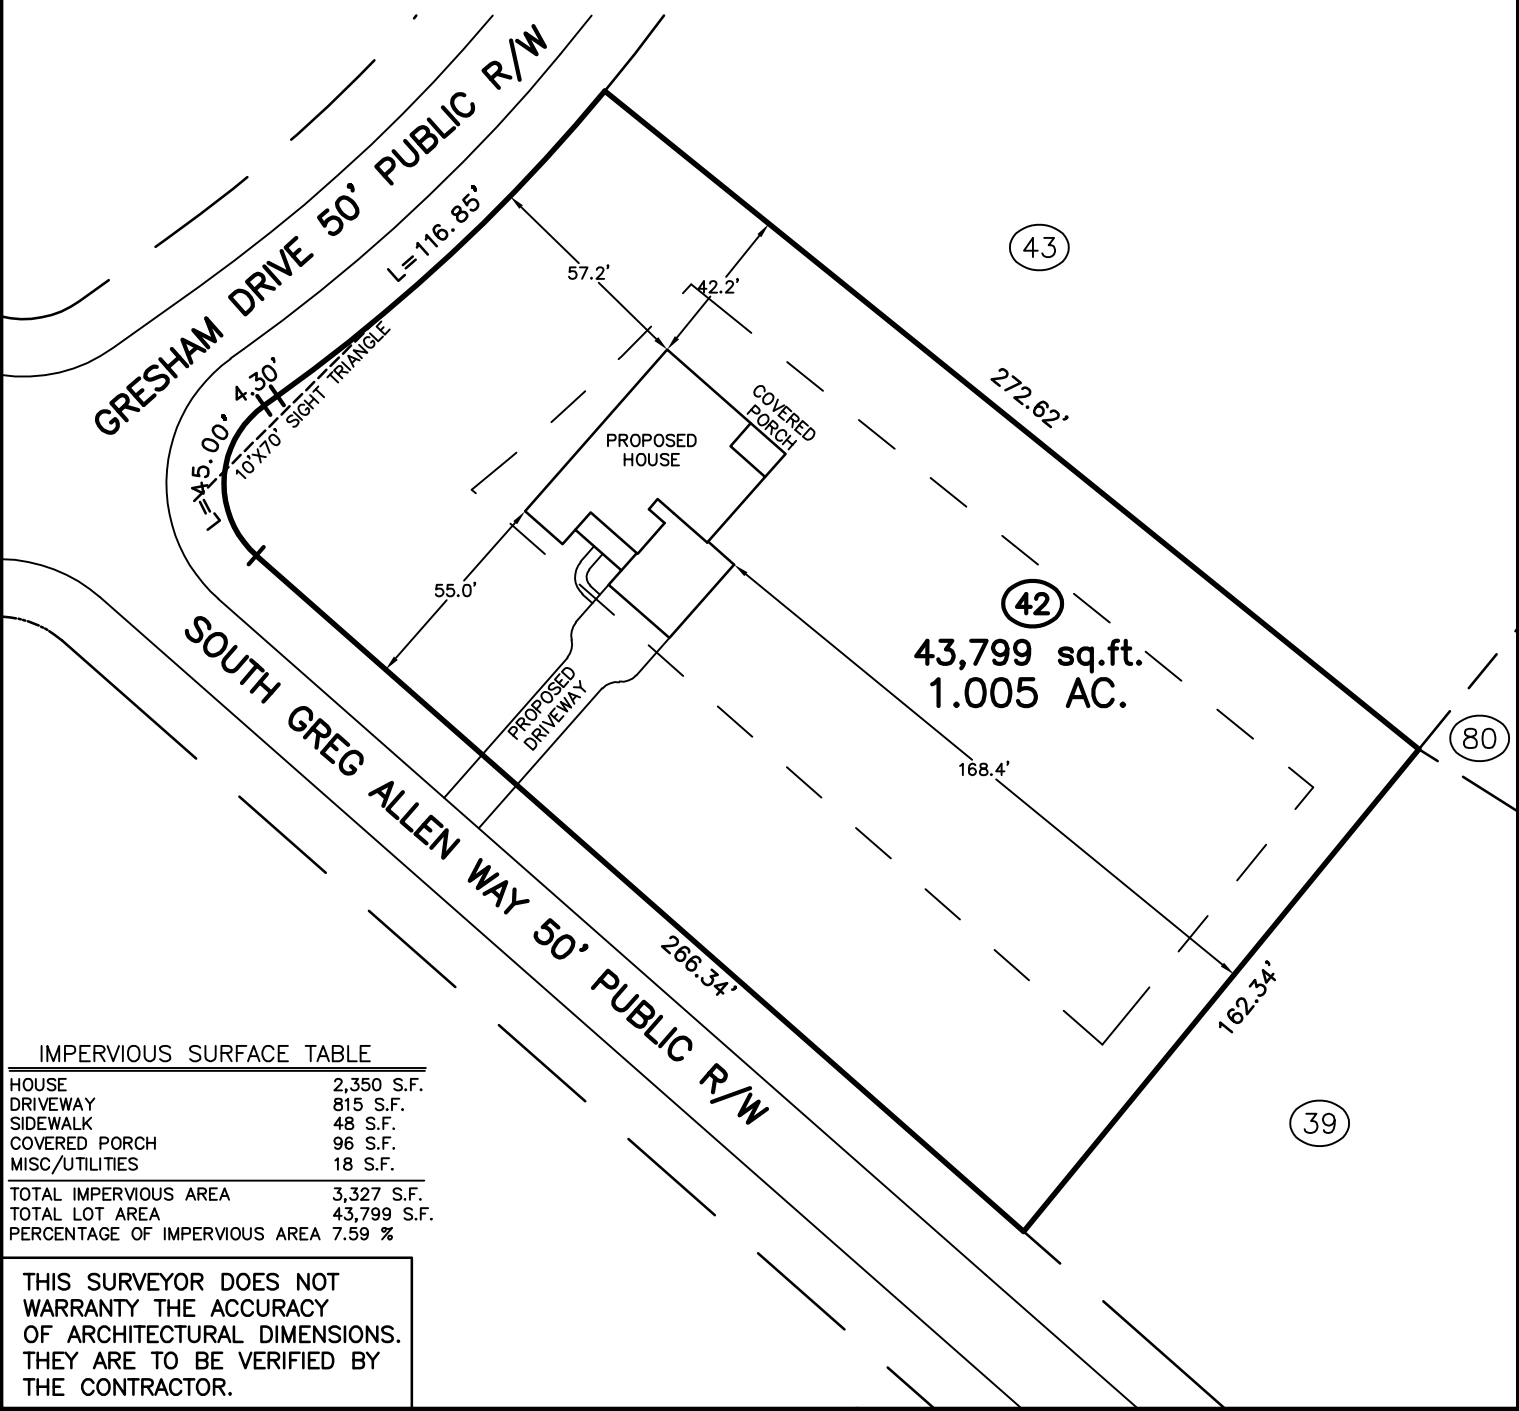 GRESHAM DRIVE 50' PUBLIC R/W
L=116.85'
57.2'
42.2'
43
4.30'
10'X70' SIGHT TRIANGLE
L=45.00'
272.62'
COVERED
PORCH
PROPOSED
HOUSE
55.0'
42
43,799 sq.ft.
1.005 AC.
SOUTH GREG ALLEN WAY 50' PUBLIC R/W
PROPOSED
DRIVEWAY
168.4'
80
266.34'
162.34'
39
IMPERVIOUS SURFACE TABLE
HOUSE 2,350 S.F.
DRIVEWAY 815 S.F.
SIDEWALK 48 S.F.
COVERED PORCH 96 S.F.
MISC/UTILITIES 18 S.F.
TOTAL IMPERVIOUS AREA 3,327 S.F.
TOTAL LOT AREA 43,799 S.F.
PERCENTAGE OF IMPERVIOUS AREA 7.59 %
THIS SURVEYOR DOES NOT
WARRANTY THE ACCURACY
OF ARCHITECTURAL DIMENSIONS.
THEY ARE TO BE VERIFIED BY
THE CONTRACTOR.